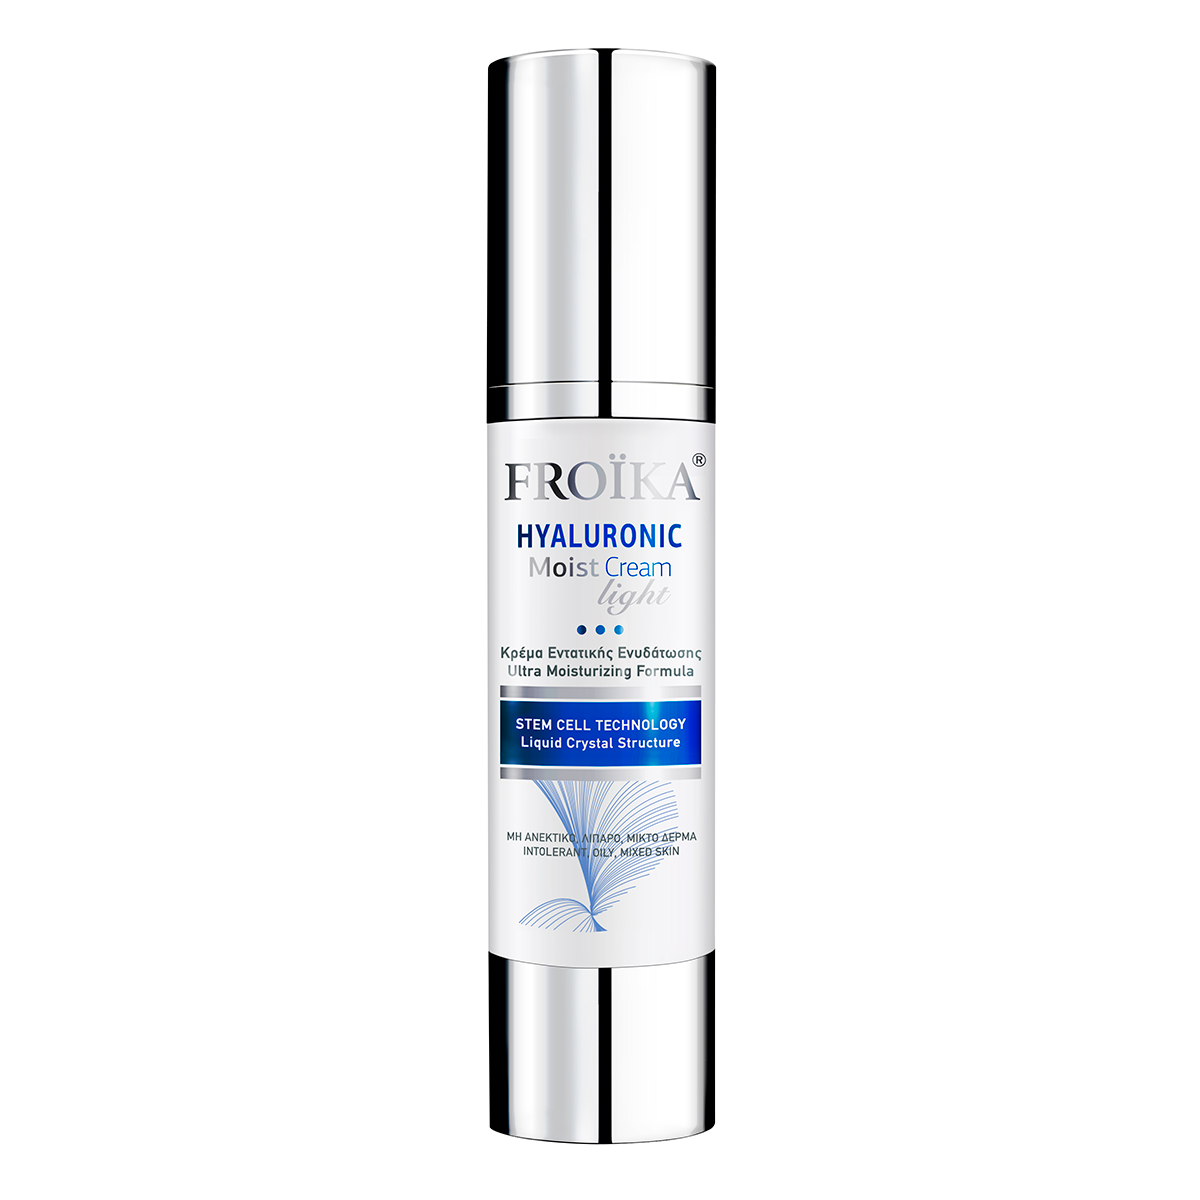 FROÏKA®
HYALURONIC
Moist Cream
light
Κρέμα Εντατικής Ενυδάτωσης
Ultra Moisturizing Formula
STEM CELL TECHNOLOGY
Liquid Crystal Structure
ΜΗ ΑΝΕΚΤΙΚΟ, ΛΙΠΑΡΟ, ΜΙΚΤΟ ΔΕΡΜΑ
INTOLERANT, OILY, MIXED SKIN